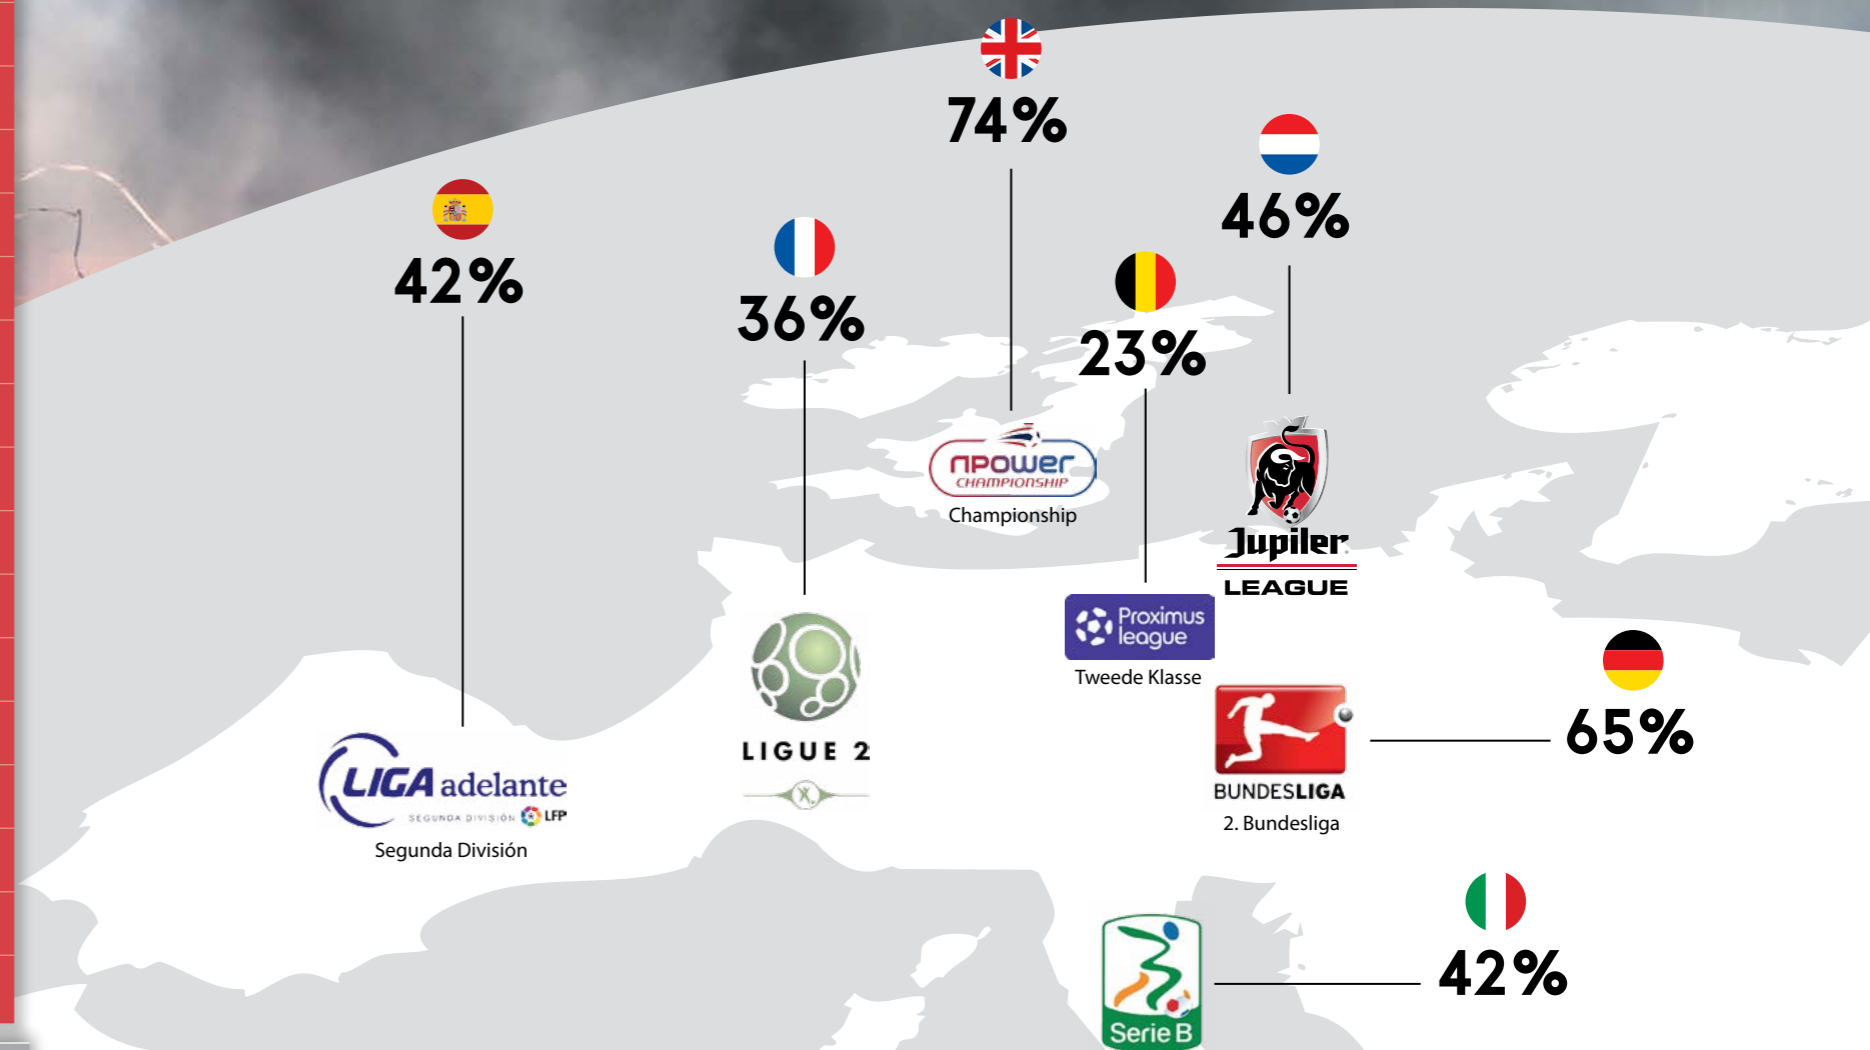 74%
46%
42%
36%
23%
npower
CHAMPIONSHIP
Championship
Jupiler
LEAGUE
Proximus
league
Tweede Klasse
65%
LIGUE 2
LIGA adelante
SEGUNDA DIVISIÓN LFP
Segunda División
BUNDESLIGA
2. Bundesliga
42%
Serie B